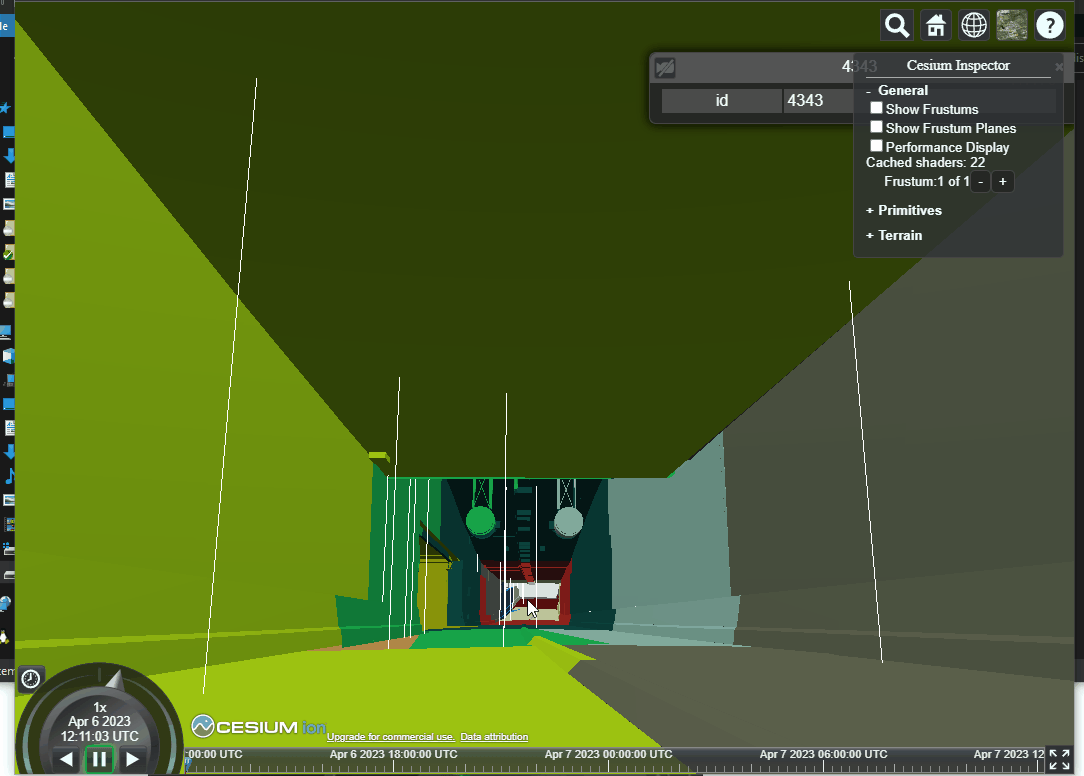 4343
Cesium Inspector
id
4343
- General
Show Frustums
Show Frustum Planes
Performance Display
Cached shaders: 22
Frustum:1 of 1 - +
+ Primitives
+ Terrain
1x
Apr 6 2023
12:11:03 UTC
CESIUM ion
Upgrade for commercial use. Data attribution
00:00 UTC
Apr 6 2023 18:00:00 UTC
Apr 7 2023 00:00:00 UTC
Apr 7 2023 06:00:00 UTC
Apr 7 2023 12